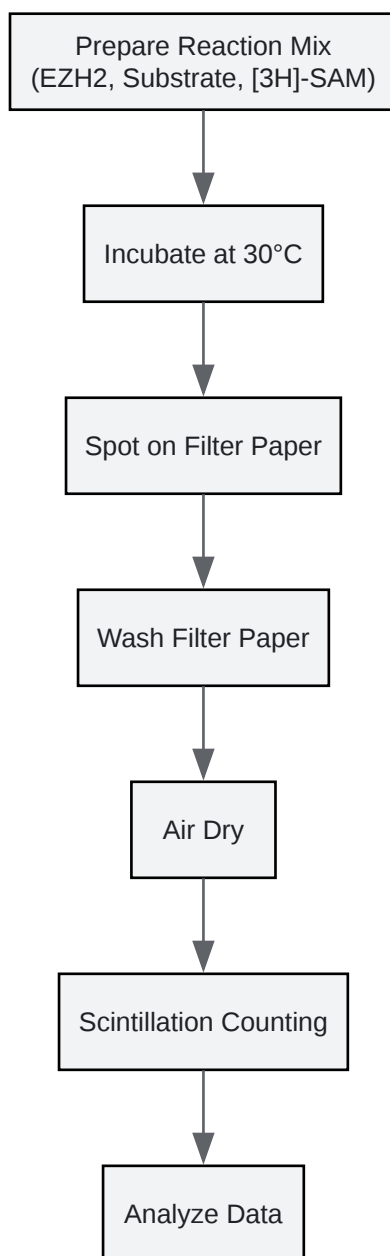 Prepare Reaction Mix
(EZH2, Substrate, [3H]-SAM)
Incubate at 30°C
Spot on Filter Paper
Wash Filter Paper
Air Dry
Scintillation Counting
Analyze Data